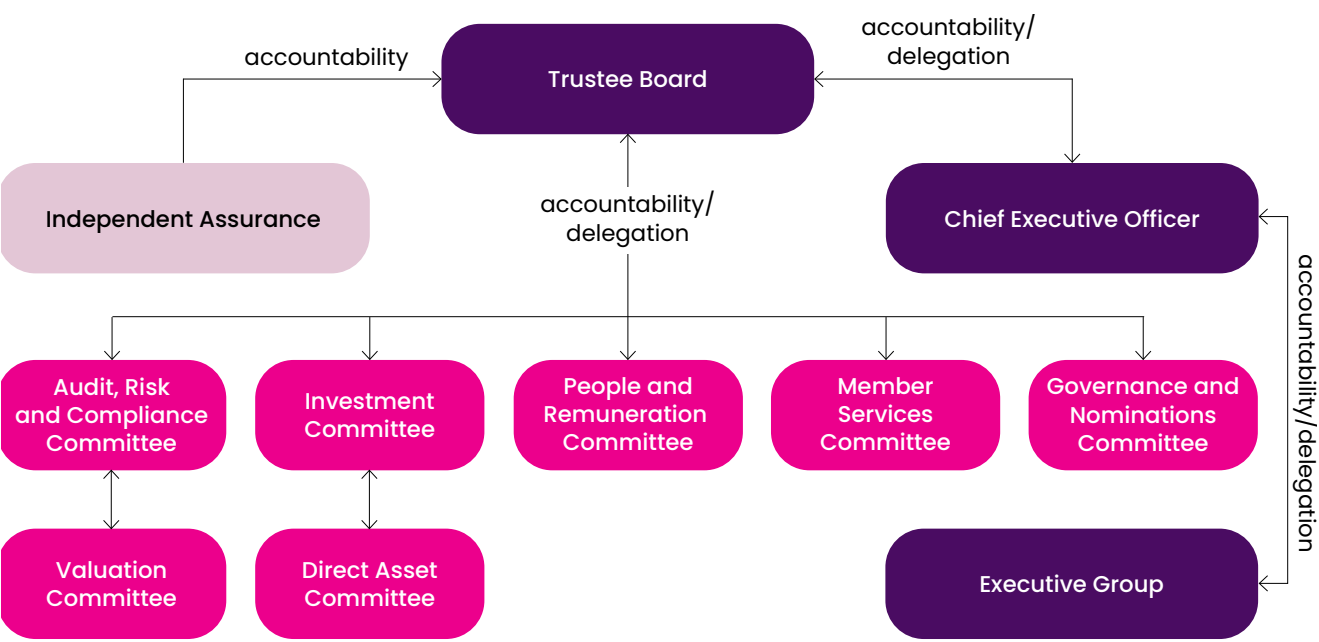 accountability
Trustee Board
accountability/
delegation
Independent Assurance
accountability/
delegation
Chief Executive Officer
accountability/delegation
Audit, Risk
and Compliance
Committee
Investment
Committee
People and
Remuneration
Committee
Member
Services
Committee
Governance and
Nominations
Committee
Valuation
Committee
Direct Asset
Committee
Executive Group